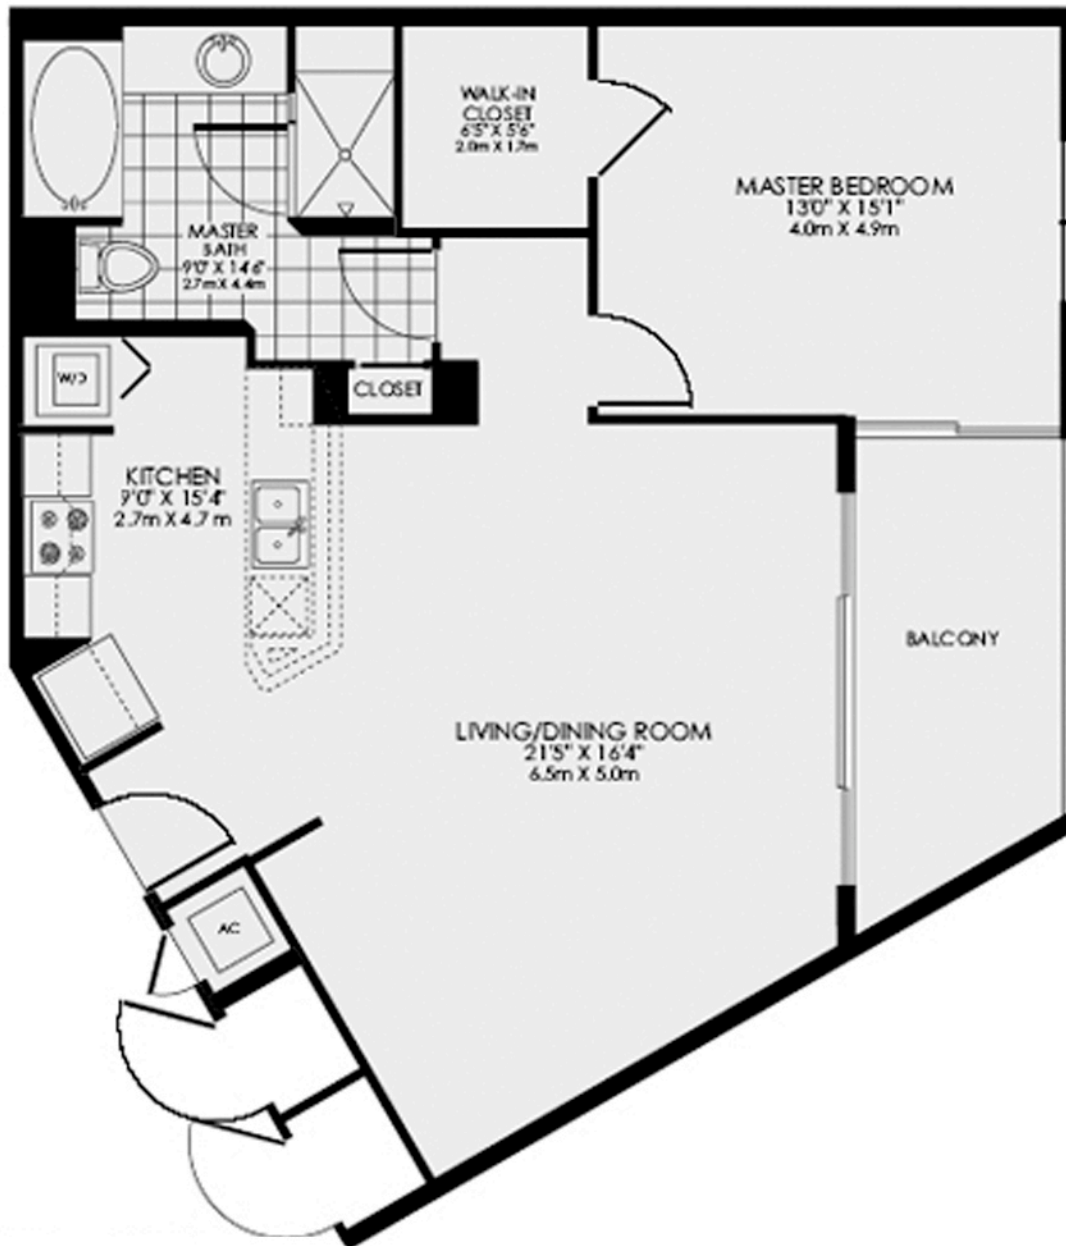 WALK-IN
CLOSET
6'5" X 5'6"
2.0m X 1.7m
MASTER BEDROOM
13'0" X 15'1"
4.0m X 4.9m
MASTER
BATH
9'0" X 14'6"
2.7m X 4.4m
W/D
CLOSET
KITCHEN
9'0" X 15'4"
2.7m X 4.7 m
BALCONY
LIVING/DINING ROOM
21'5" X 16'4"
6.5m X 5.0m
AC